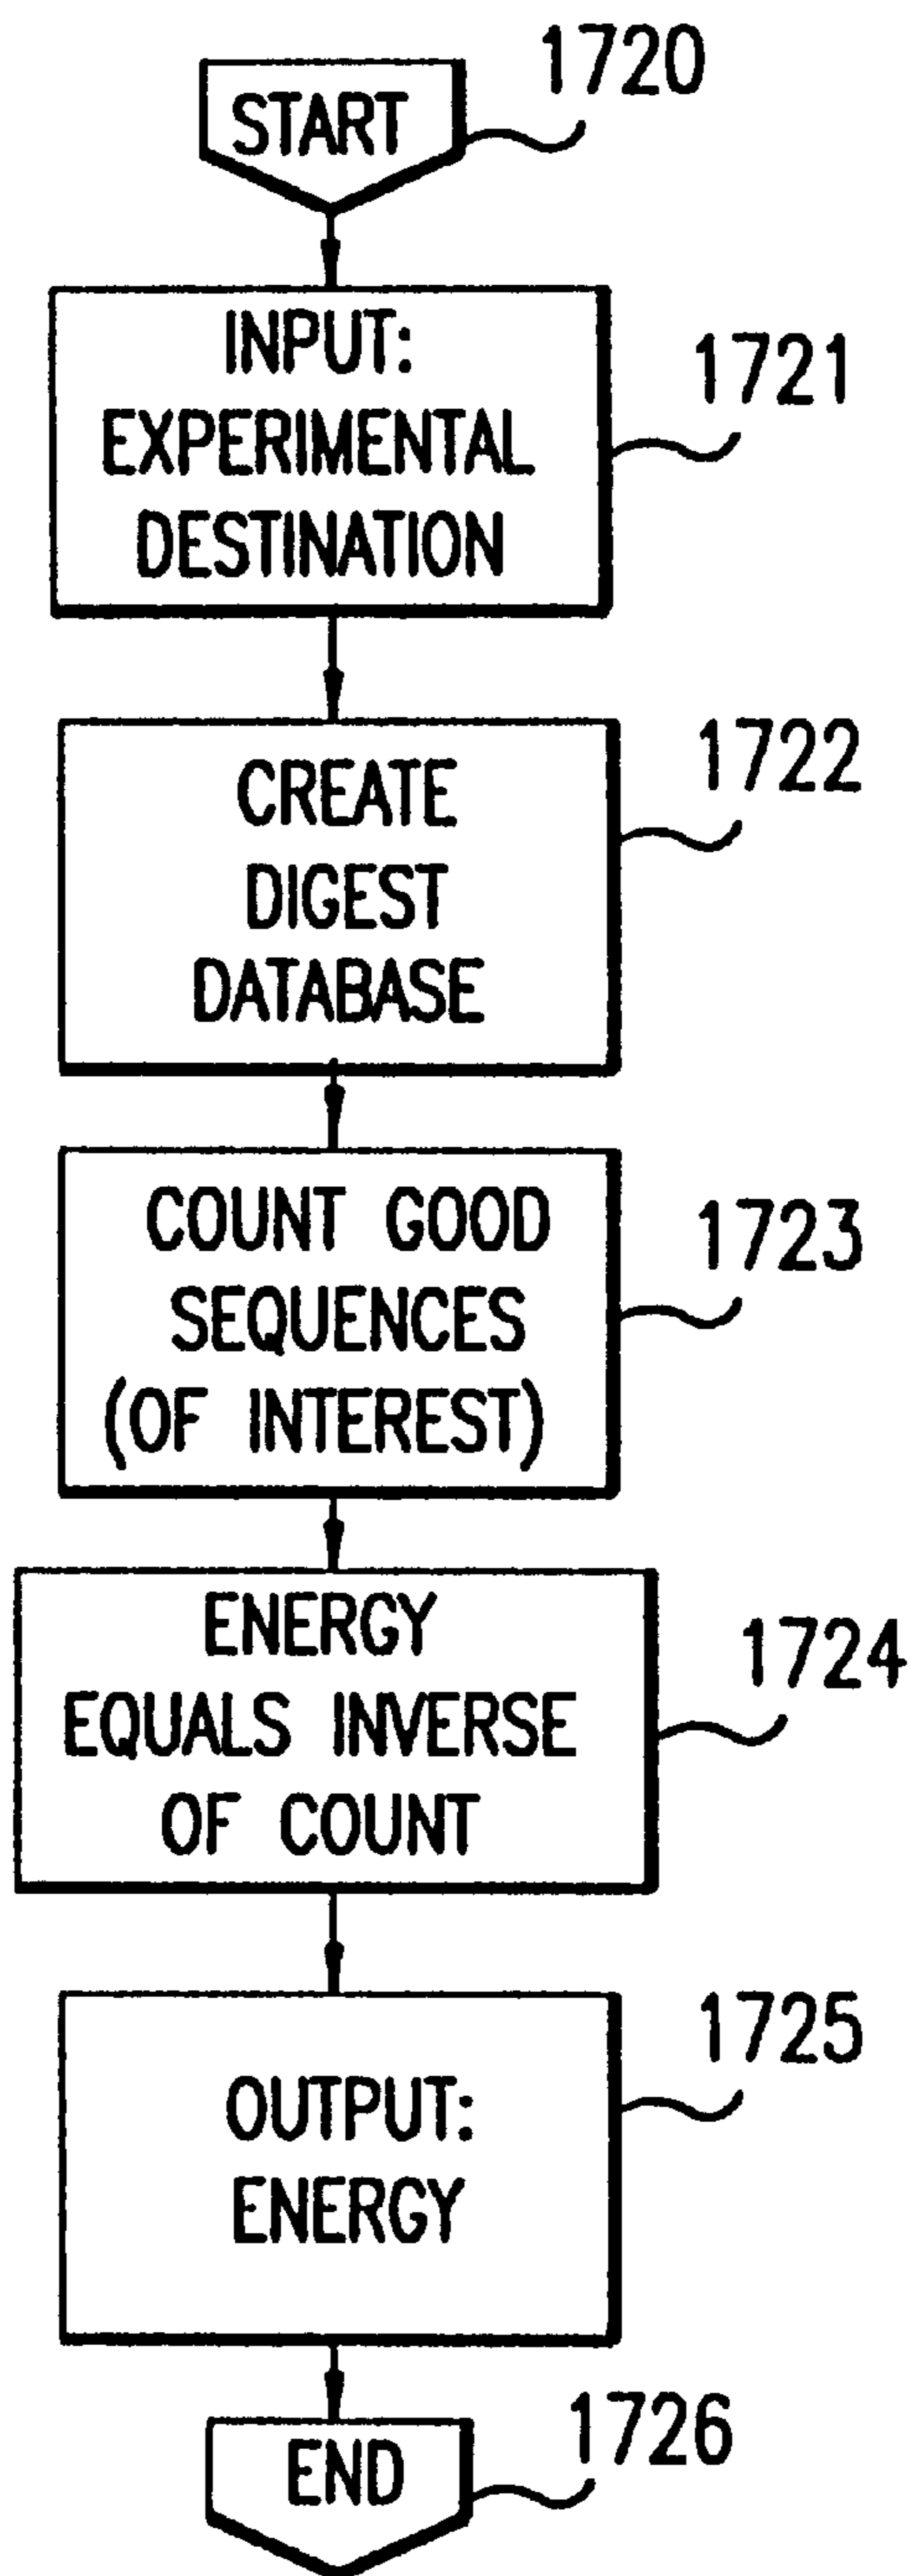 START
1720
INPUT:
EXPERIMENTAL
DESTINATION
1721
CREATE
DIGEST
DATABASE
1722
COUNT GOOD
SEQUENCES
(OF INTEREST)
1723
ENERGY
EQUALS INVERSE
OF COUNT
1724
OUTPUT:
ENERGY
1725
END
1726